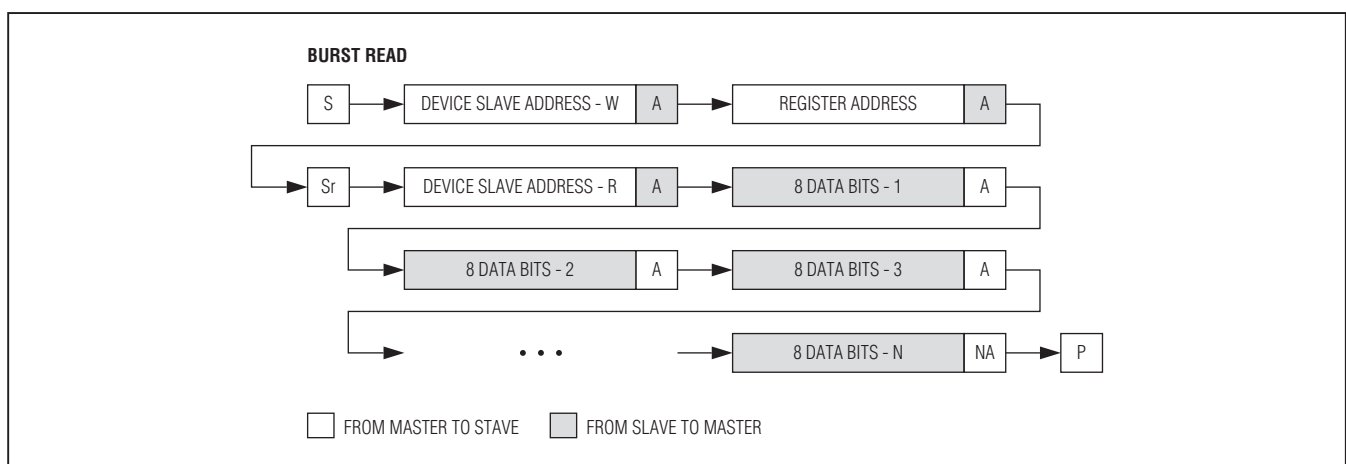 BURST READ
S DEVICE SLAVE ADDRESS - W A REGISTER ADDRESS A
Sr DEVICE SLAVE ADDRESS - R A 8 DATA BITS - 1 A
8 DATA BITS - 2 A 8 DATA BITS - 3 A
• • • 8 DATA BITS - N NA P
FROM MASTER TO STAVE FROM SLAVE TO MASTER